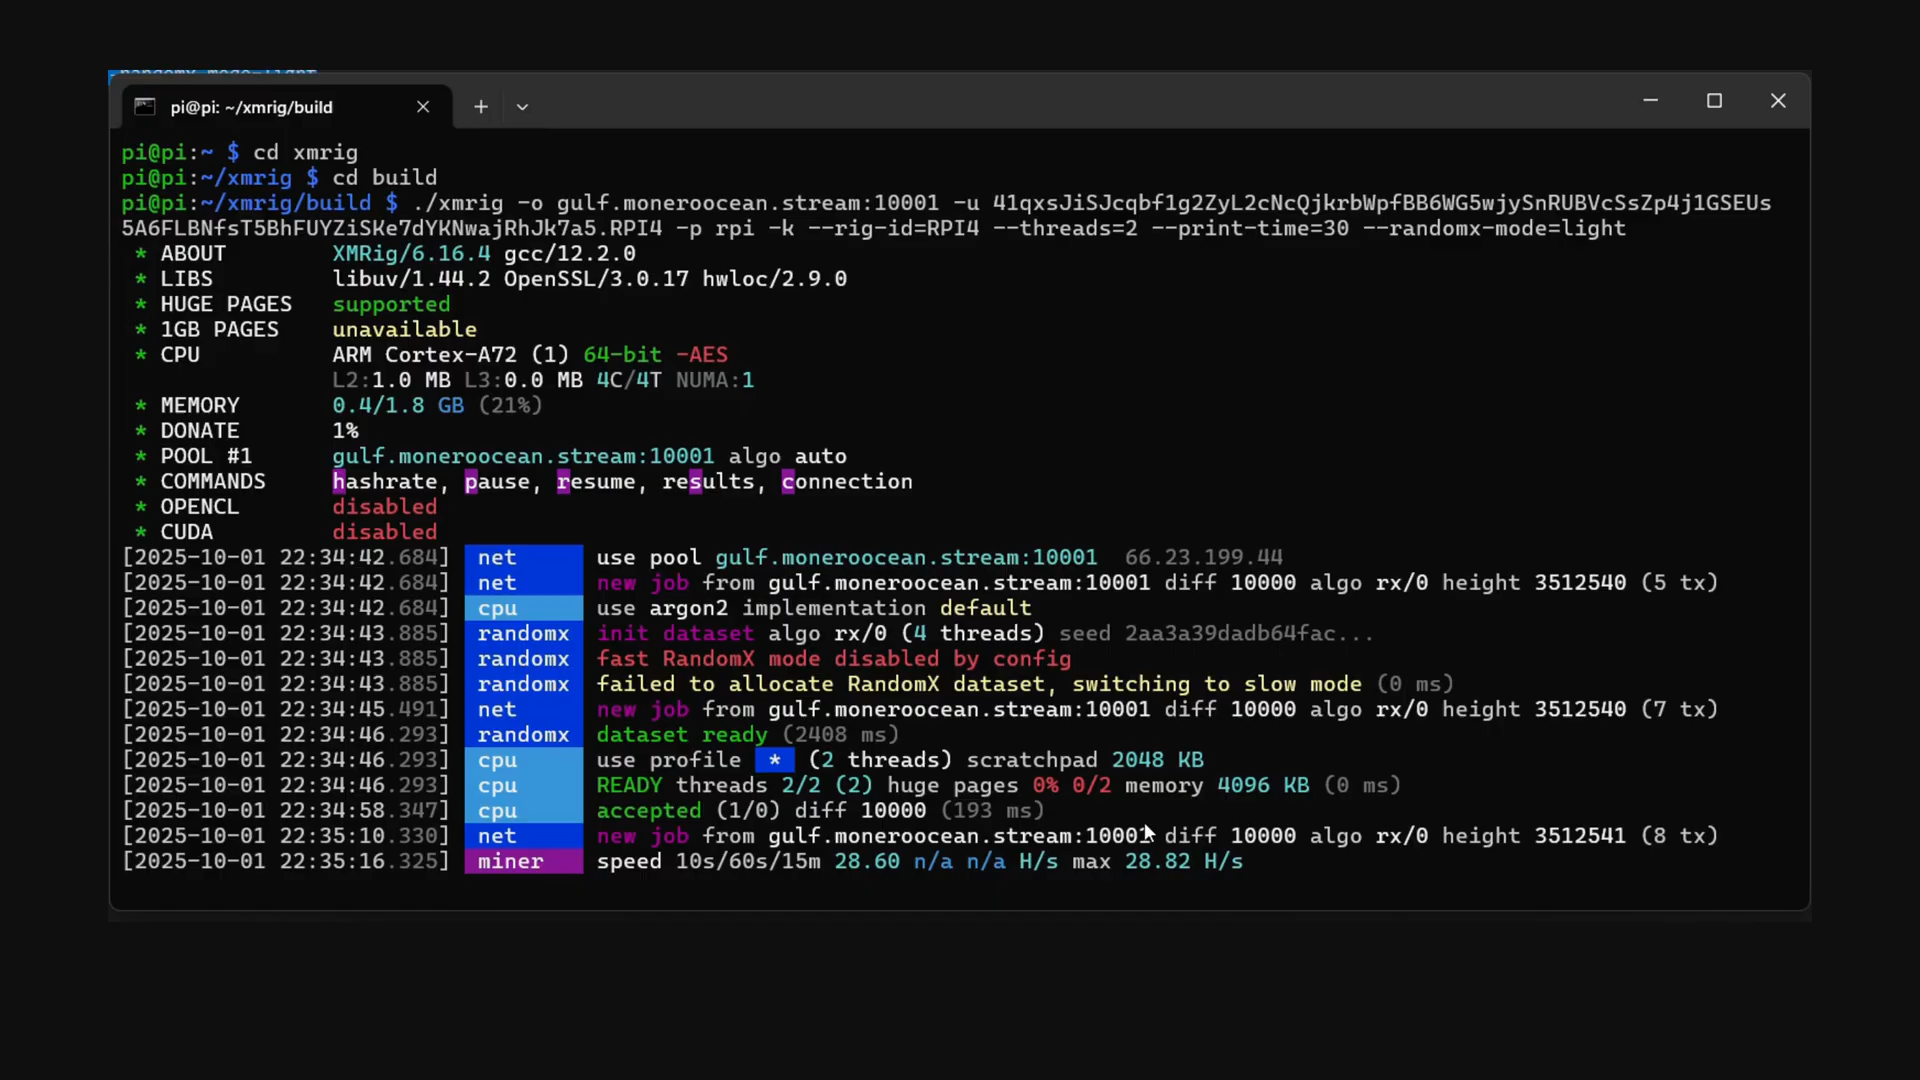 pi@pi: ~/xmrig/build
pi@pi:~ $ cd xmrig
pi@pi:~/xmrig $ cd build
pi@pi:~/xmrig/build $ ./xmrig -o gulf.moneroocean.stream:10001 -u 41qxsJiSJcqbf1g2ZyL2cNcQjkrbWpfBB6WG5wjySnRUBVcSsZp4j1GSEUs
5A6FLBNfsT5BhFUYZiSKe7dYKNwajRhJk7a5.RPI4 -p rpi -k --rig-id=RPI4 --threads=2 --print-time=30 --randomx-mode=light
* ABOUT XMRig/6.16.4 gcc/12.2.0
* LIBS libuv/1.44.2 OpenSSL/3.0.17 hwloc/2.9.0
* HUGE PAGES supported
* 1GB PAGES unavailable
* CPU ARM Cortex-A72 (1) 64-bit -AES
L2:1.0 MB L3:0.0 MB 4C/4T NUMA:1
* MEMORY 0.4/1.8 GB (21%)
* DONATE 1%
* POOL #1 gulf.moneroocean.stream:10001 algo auto
* COMMANDS hashrate, pause, resume, results, connection
* OPENCL disabled
* CUDA disabled
[2025-10-01 22:34:42.684] net use pool gulf.moneroocean.stream:10001 66.23.199.44
[2025-10-01 22:34:42.684] net new job from gulf.moneroocean.stream:10001 diff 10000 algo rx/0 height 3512540 (5 tx)
[2025-10-01 22:34:42.684] cpu use argon2 implementation default
[2025-10-01 22:34:43.885] randomx init dataset algo rx/0 (4 threads) seed 2aa3a39dadb64fac...
[2025-10-01 22:34:43.885] randomx fast RandomX mode disabled by config
[2025-10-01 22:34:43.885] randomx failed to allocate RandomX dataset, switching to slow mode (0 ms)
[2025-10-01 22:34:45.491] net new job from gulf.moneroocean.stream:10001 diff 10000 algo rx/0 height 3512540 (7 tx)
[2025-10-01 22:34:46.293] randomx dataset ready (2408 ms)
[2025-10-01 22:34:46.293] cpu use profile * (2 threads) scratchpad 2048 KB
[2025-10-01 22:34:46.293] cpu READY threads 2/2 (2) huge pages 0% 0/2 memory 4096 KB (0 ms)
[2025-10-01 22:34:58.347] cpu accepted (1/0) diff 10000 (193 ms)
[2025-10-01 22:35:10.330] net new job from gulf.moneroocean.stream:10001 diff 10000 algo rx/0 height 3512541 (8 tx)
[2025-10-01 22:35:16.325] miner speed 10s/60s/15m 28.60 n/a n/a H/s max 28.82 H/s